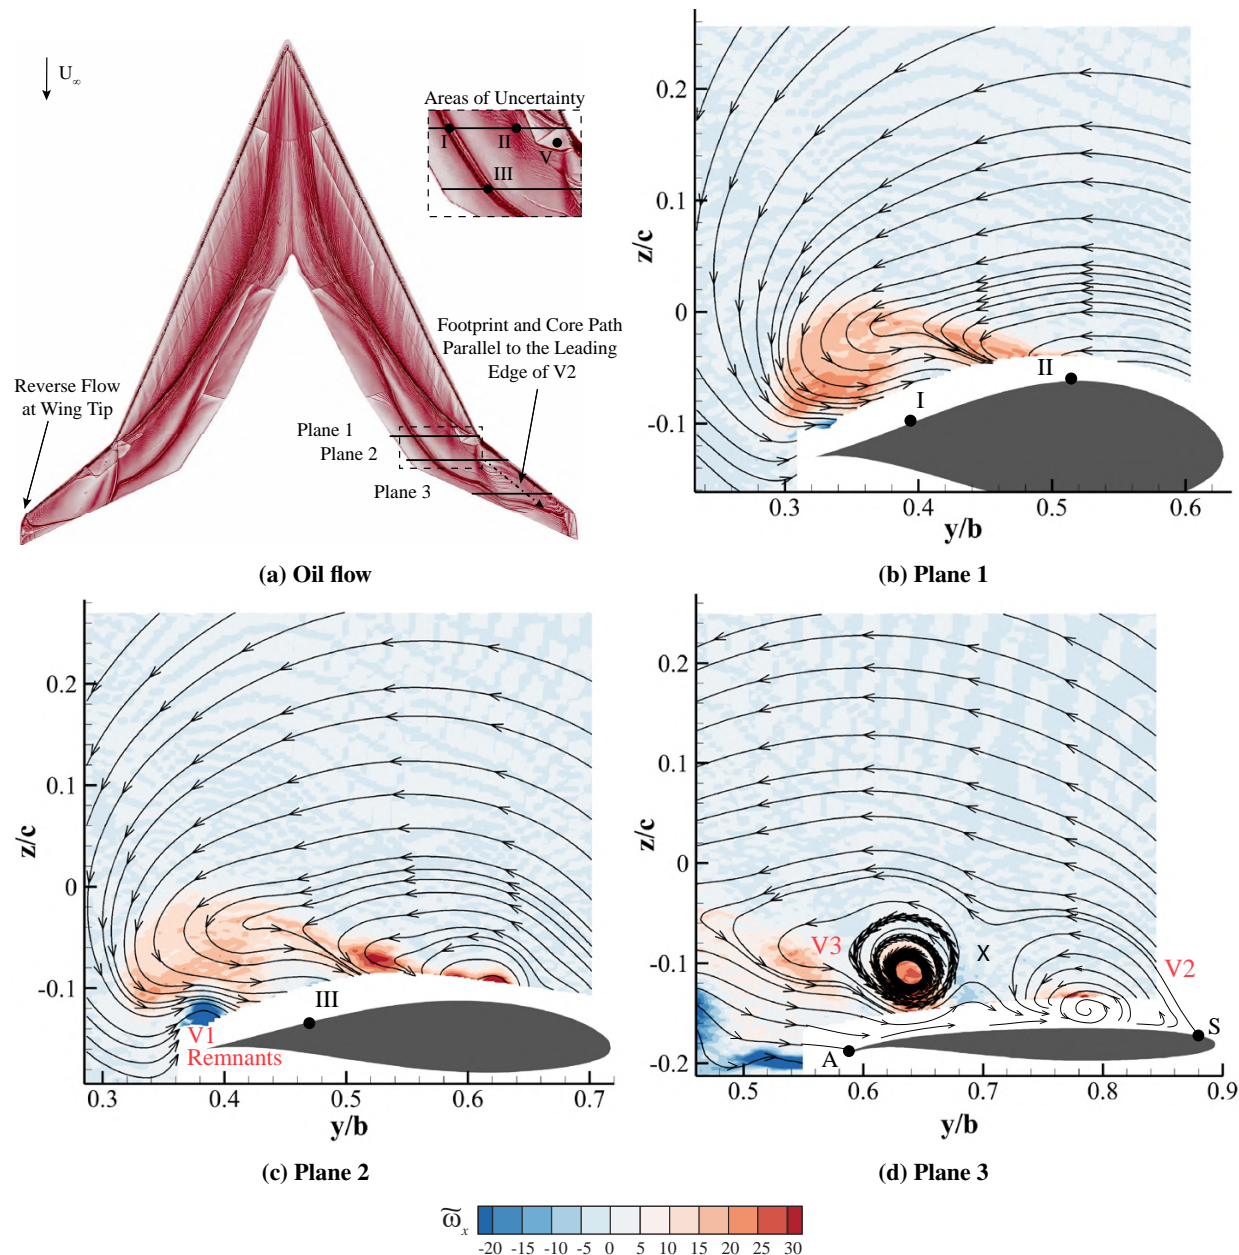 U∞
Areas of Uncertainty
I
II
V
III
Footprint and Core Path
Parallel to the Leading
Edge of V2
Reverse Flow
at Wing Tip
Plane 1
Plane 2
Plane 3
(a) Oil flow
z/c
0.2
0.1
0
-0.1
I
II
0.3
0.4
0.5
0.6
y/b
(b) Plane 1
z/c
0.2
0.1
0
-0.1
III
V1
Remnants
0.3
0.4
0.5
0.6
0.7
y/b
(c) Plane 2
z/c
0.2
0.1
0
-0.1
-0.2
V3
X
V2
A
S
0.5
0.6
0.7
0.8
0.9
y/b
(d) Plane 3
ω̃x
-20 -15 -10 -5 0 5 10 15 20 30